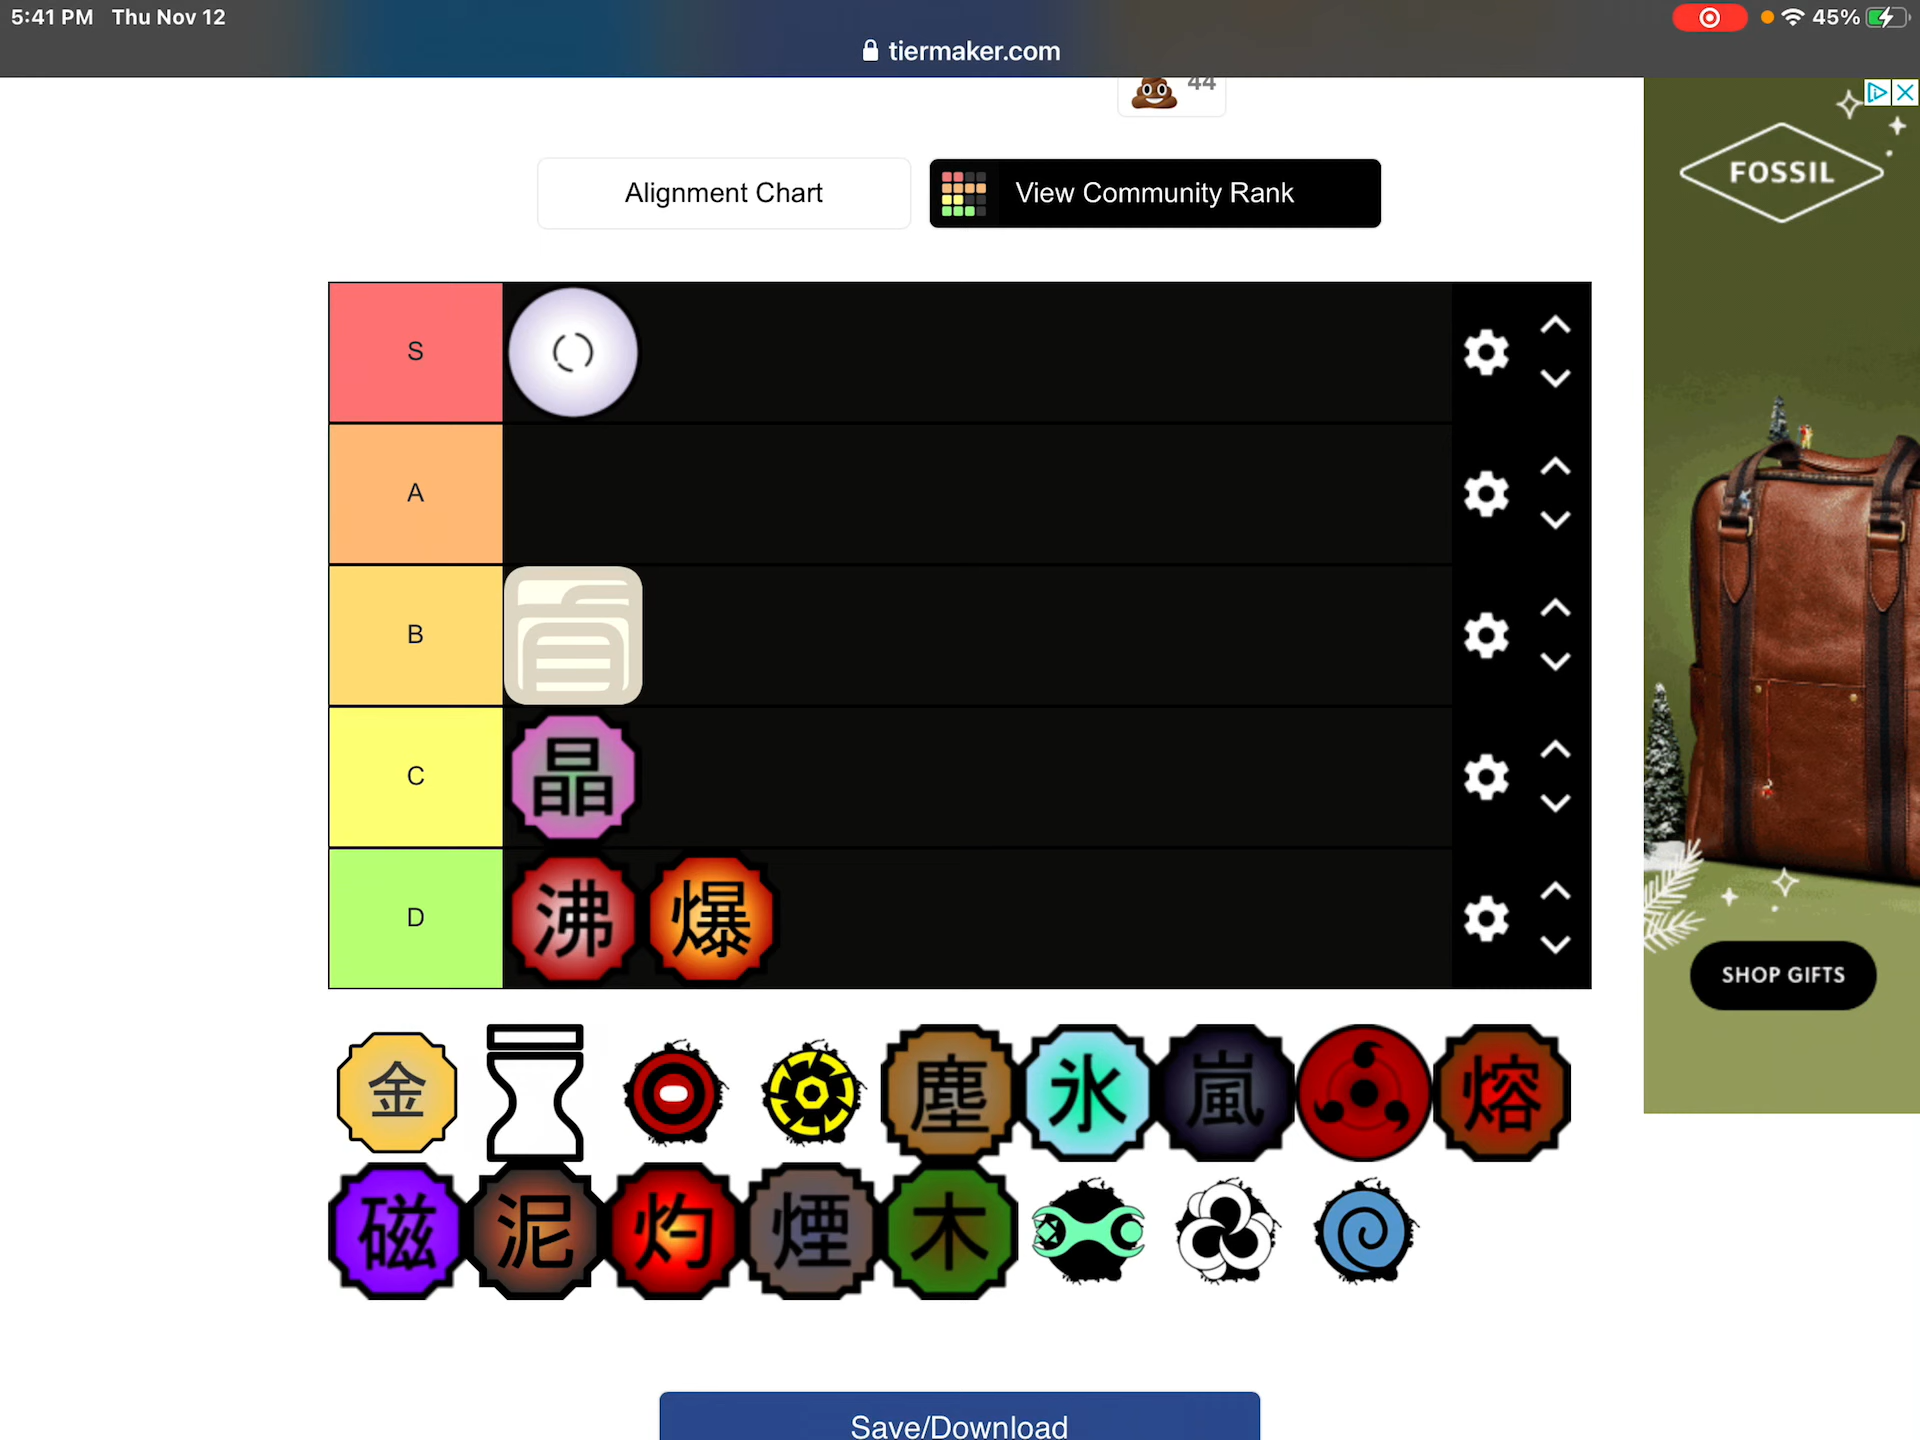 5:41 PM Thu Nov 12
45%
tiermaker.com
44
Alignment Chart
View Community Rank
FOSSIL
S
A
B
C
晶
D
沸 爆
金 塵 氷 嵐 熔
磁 泥 灼 煙 木
SHOP GIFTS
Save/Download